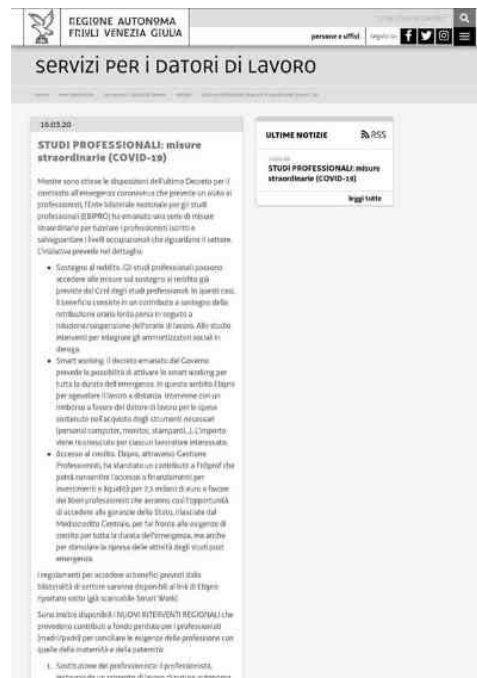 REGIONE AUTONOMA
FRIULI VENEZIA GIULIA
persone e uffici
seguici su
servizi per i datori di lavoro
16.03.20
STUDI PROFESSIONALI: misure
straordinarie (COVID-19)
Mentre sono attese le disposizioni dell'ultimo Decreto per il
contrasto all'emergenza coronavirus che prevente un aiuto ai
professionisti, l'Ente bilaterale nazionale per gli studi
professionali (EBIPRO) ha emanato una serie di misure
straordinarie per tutelare i professionisti iscritti e
salvaguardare i livelli occupazionali che riguardano il settore.
L'iniziativa prevede nel dettaglio:
• Sostegno al reddito. Gli studi professionali possono
accedere alle misure sul sostegno al reddito già
previste dal Ccnl degli studi professionali. In questi casi,
il beneficio consiste in un contributo a sostegno della
retribuzione oraria lorda persa in seguito a
riduzione/sospensione dell'orario di lavoro. Allo studio
interventi per integrare gli ammortizzatori sociali in
deroga.
• Smart working. Il decreto emanato dal Governo
prevede la possibilità di attivare lo smart working per
tutta la durata dell'emergenza. In questo ambito Ebipro
per agevolare il lavoro a distanza, interviene con un
rimborso a favore del datore di lavoro per le spese
sostenute nell'acquisto degli strumenti necessari
(personal computer, monitor, stampanti...). L'importo
viene riconosciuto per ciascun lavoratore interessato.
• Accesso al credito. Ebipro, attraverso Gestione
Professionisti, ha stanziato un contributo a Fidiprof che
potrà consentire l'accesso a finanziamenti per
investimenti e liquidità per 7,5 milioni di euro a favore
dei liberi professionisti che avranno così l'opportunità
di accedere alle garanzie dello Stato, rilasciate dal
Mediocredito Centrale, per far fronte alle esigenze di
credito per tutta la durata dell'emergenza, ma anche
per stimolare la ripresa delle attività degli studi post
emergenza.
I regolamenti per accedere ai benefici previsti dalla
bilateralità di settore saranno disponibili al link di Ebipro
riportato sotto (già scaricabile Smart Work).
Sono inoltre disponibili i NUOVI INTERVENTI REGIONALI che
prevedono contributi a fondo perduto per i professionisti
(madri/padri) per conciliare le esigenze della professione con
quelle della maternità e della paternità:
1. Sostituzione del professionista: il professionista,
ULTIME NOTIZIE
RSS
STUDI PROFESSIONALI: misure
straordinarie (COVID-19)
leggi tutte